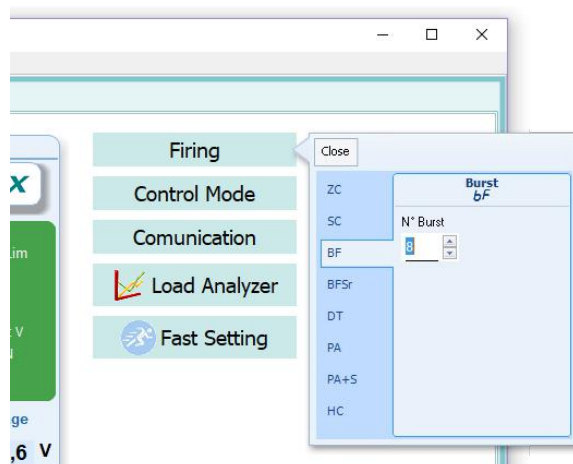 X
im
V
ge
,6 V
Firing
Control Mode
Comunication
Load Analyzer
Fast Setting
Close
ZC
SC
BF
BFSr
DT
PA
PA+S
HC
Burst
bF
N° Burst
8